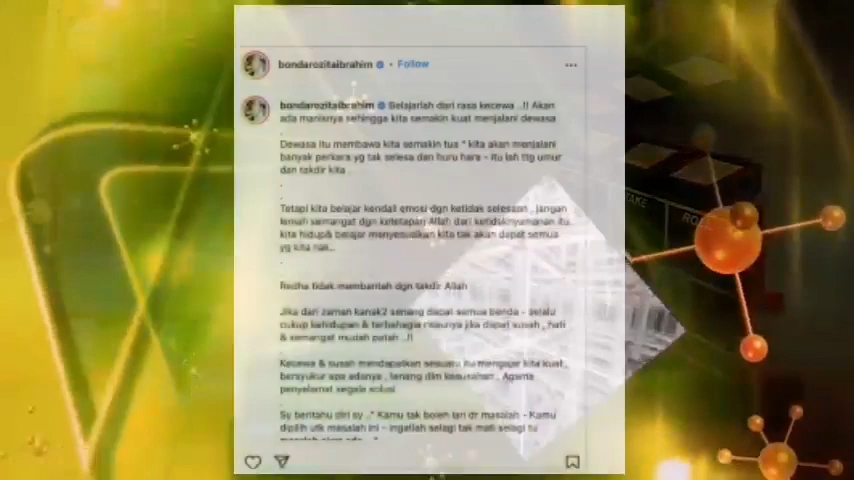 bondarozitaibrahim • Follow
bondarozitaibrahim Belajarlah dari rasa kecewa ..!! Akan
ada manisnya sehingga kita semakin kuat menjalani dewasa
.
Dewasa itu membawa kita semakin tua " kita akan menjalani
banyak perkara yg tak selesa dan huru hara - itu lah ttg umur
dan takdir kita .
.
.
Tetapi kita belajar kendali emosi dgn ketidak selesaan , jangan
lemah semangat dgn ketetapan Allah dari ketidaknyamanan itu
kita hidup& belajar menyesuaikan kita tak akan dapat semua
yg kita nak..
.
.
Redha tidak membantah dgn takdir Allah
Jika dari zaman kanak2 senang dapat semua benda - selalu
cukup kehidupan & terbahagia jika dapat susah , hati
& semangat mudah patah ..!!
Kecewa & susah mendapatkan sesuatu itu mengajar kita kuat ,
bersyukur apa adanya , tenang dlm kesusahan , Agama
penyelamat segala solusi
.
Sy beritahu diri sy .." Kamu tak boleh lari dr masalah - Kamu
dipilih utk masalah ini - ingatlah selagi tak mati selagi tu
TAKE